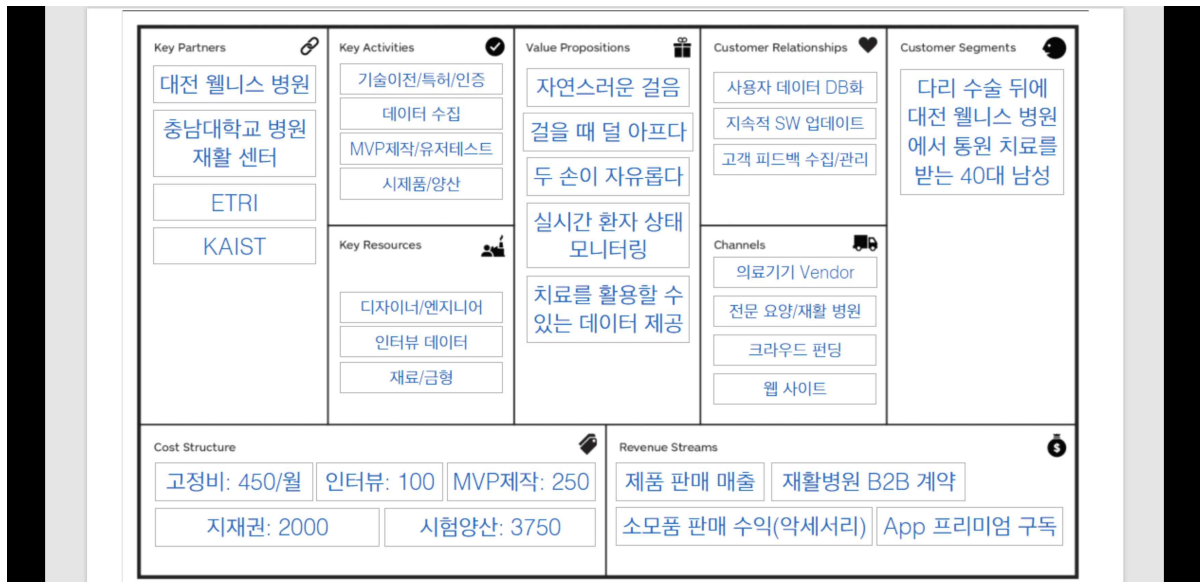 Key Partners
대전 웰니스 병원
충남대학교 병원
재활 센터
ETRI
KAIST
Key Activities
기술이전/특허/인증
데이터 수집
MVP제작/유저테스트
시제품/양산
Key Resources
디자이너/엔지니어
인터뷰 데이터
재료/금형
Value Propositions
자연스러운 걸음
걸을 때 덜 아프다
두 손이 자유롭다
실시간 환자 상태
모니터링
치료를 활용할 수
있는 데이터 제공
Customer Relationships
사용자 데이터 DB화
지속적 SW 업데이트
고객 피드백 수집/관리
Channels
의료기기 Vendor
전문 요양/재활 병원
크라우드 펀딩
웹 사이트
Customer Segments
다리 수술 뒤에
대전 웰니스 병원
에서 통원 치료를
받는 40대 남성
Cost Structure
고정비: 450/월 인터뷰: 100 MVP제작: 250
지재권: 2000 시험양산: 3750
Revenue Streams
제품 판매 매출 재활병원 B2B 계약
소모품 판매 수익(악세서리) App 프리미엄 구독